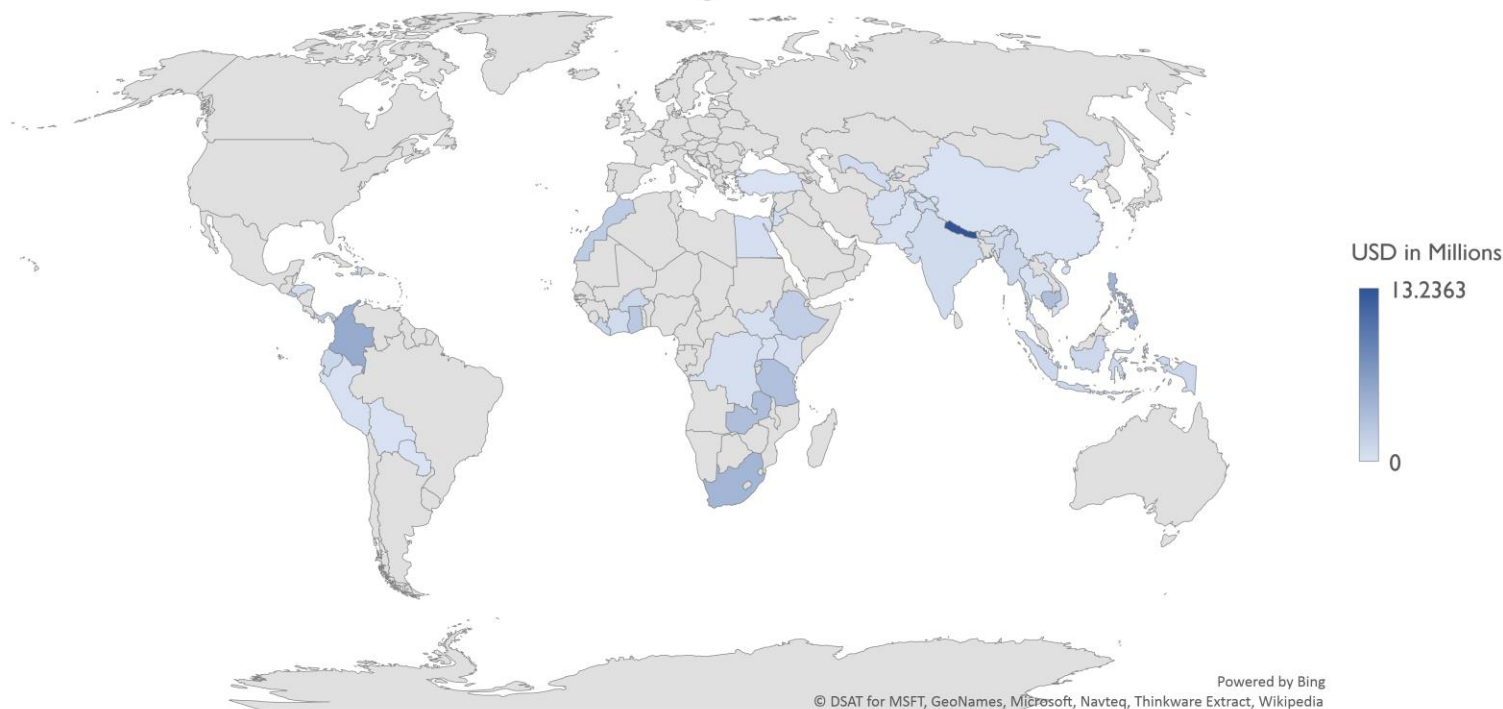 USD in Millions
13.2363
0
Powered by Bing
© DSAT for MSFT, GeoNames, Microsoft, Navteq, Thinkware Extract, Wikipedia